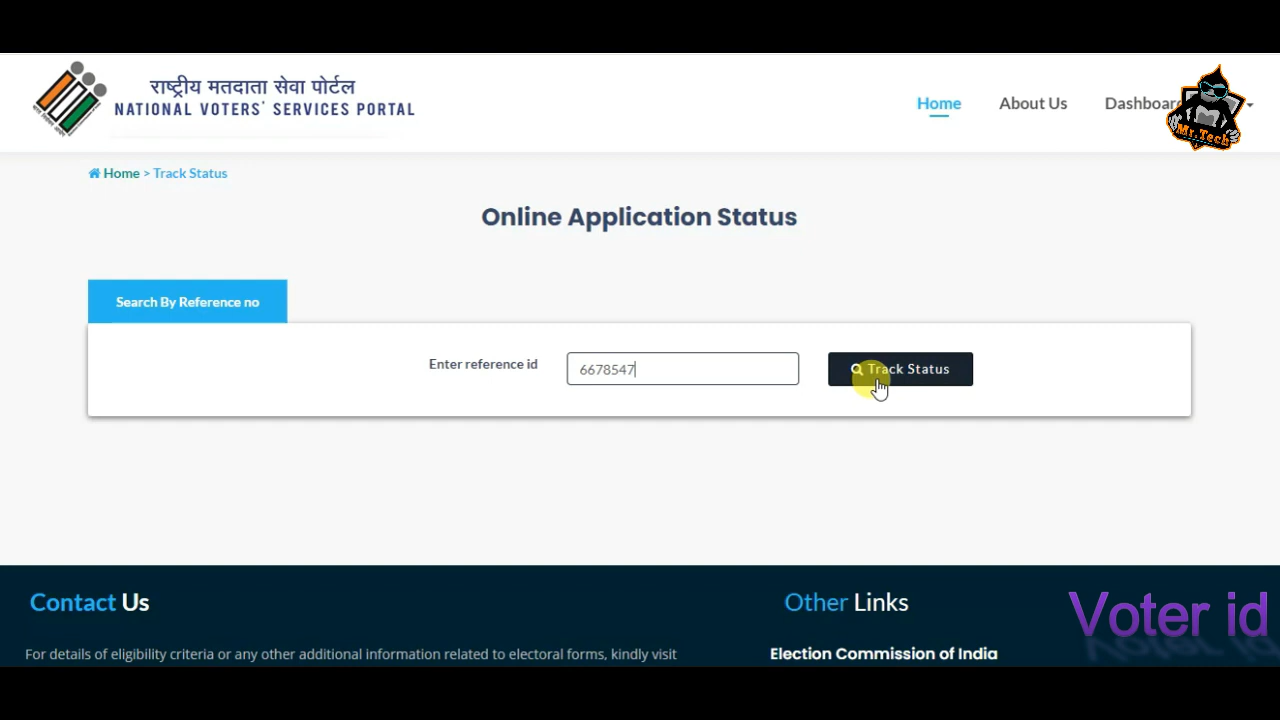 राष्ट्रीय मतदाता सेवा पोर्टल
NATIONAL VOTERS' SERVICES PORTAL
Home
About Us
Mr.Tech
Home > Track Status
Online Application Status
Search By Reference no
Enter reference id
6678547
Track Status
Contact Us
Other Links
Voter id
For details of eligibility criteria or any other additional information related to electoral forms, kindly visit
Election Commission of India